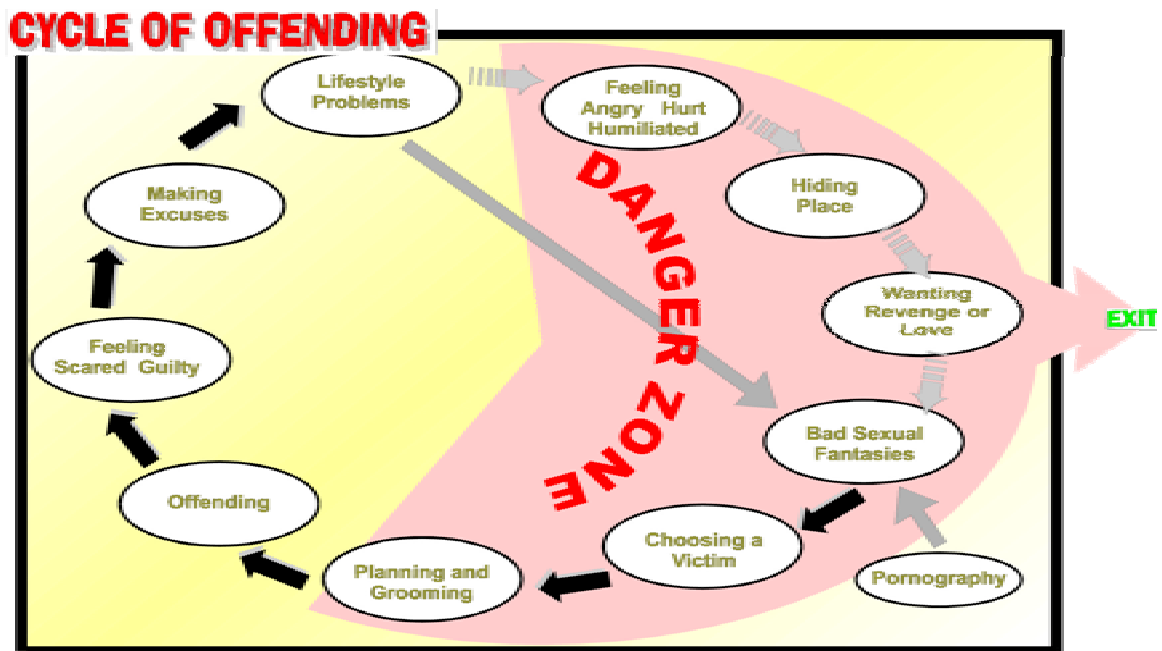 CYCLE OF OFFENDING
Lifestyle
Problems
Feeling
Angry Hurt
Humiliated
Hiding
Place
Wanting
Revenge or
Love
EXIT
Bad Sexual
Fantasies
Pornography
Choosing a
Victim
Planning and
Grooming
Offending
Feeling
Scared Guilty
Making
Excuses
DANGER ZONE